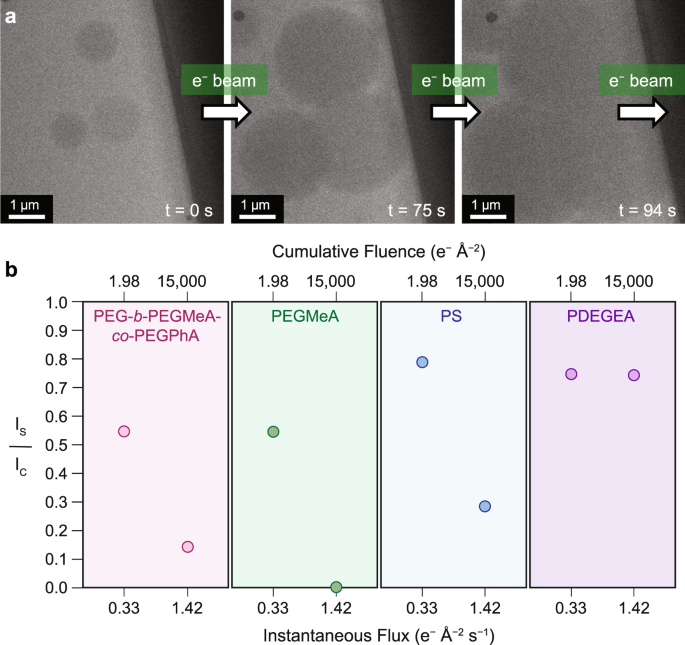 a
e⁻ beam
e⁻ beam
e⁻ beam
1 μm
t = 0 s
1 μm
t = 75 s
1 μm
t = 94 s
b
Cumulative Fluence (e⁻ Å⁻²)
1.98 15,000 1.98 15,000 1.98 15,000 1.98 15,000
PEG-b-PEGMeA-
co-PEGPhA
PEGMeA
PS
PDEGEA
I_S
I_C
1.0
0.9
0.8
0.7
0.6
0.5
0.4
0.3
0.2
0.1
0.0
0.33 1.42 0.33 1.42 0.33 1.42 0.33 1.42
Instantaneous Flux (e⁻ Å⁻² s⁻¹)